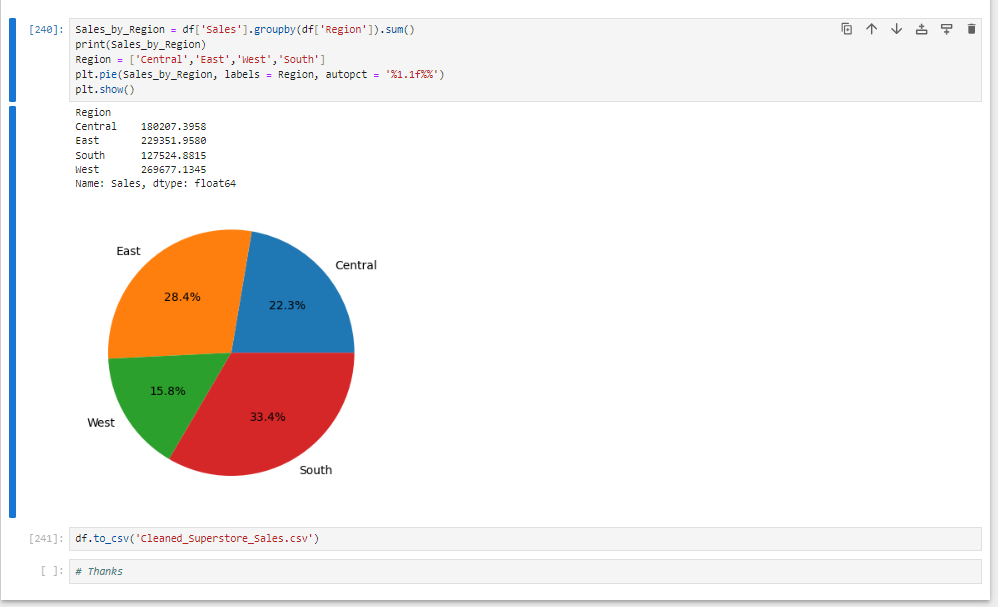 [240]: Sales_by_Region = df['Sales'].groupby(df['Region']).sum()
print(Sales_by_Region)
Region = ['Central','East','West','South']
plt.pie(Sales_by_Region, labels = Region, autopct = '%1.1f%%')
plt.show()
Region
Central    180207.3958
East       229351.9580
South      127524.8815
West       269677.1345
Name: Sales, dtype: float64
East
Central
28.4%
22.3%
15.8%
33.4%
West
South
[241]: df.to_csv('Cleaned_Superstore_Sales.csv')
[ ]: # Thanks